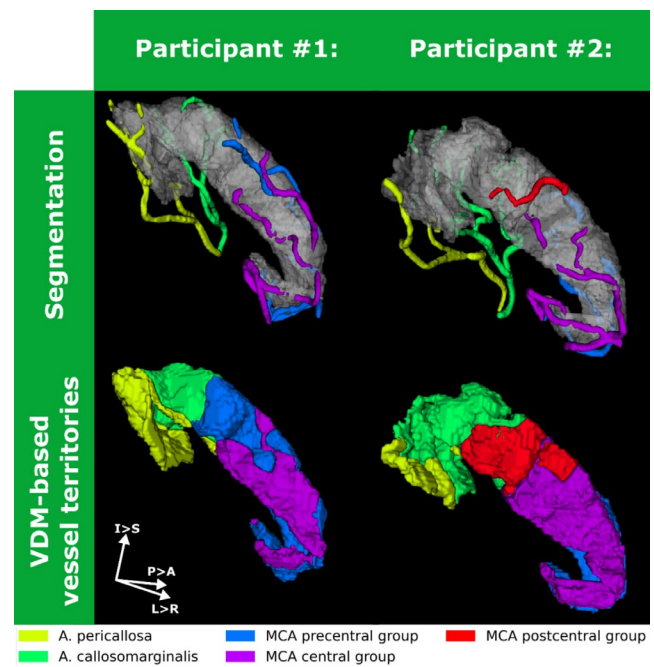 Participant #1:
Participant #2:
Segmentation
VDM-based
vessel territories
I>S
P>A
L>R
A. pericallosa
MCA precentral group
MCA postcentral group
A. callosomarginalis
MCA central group